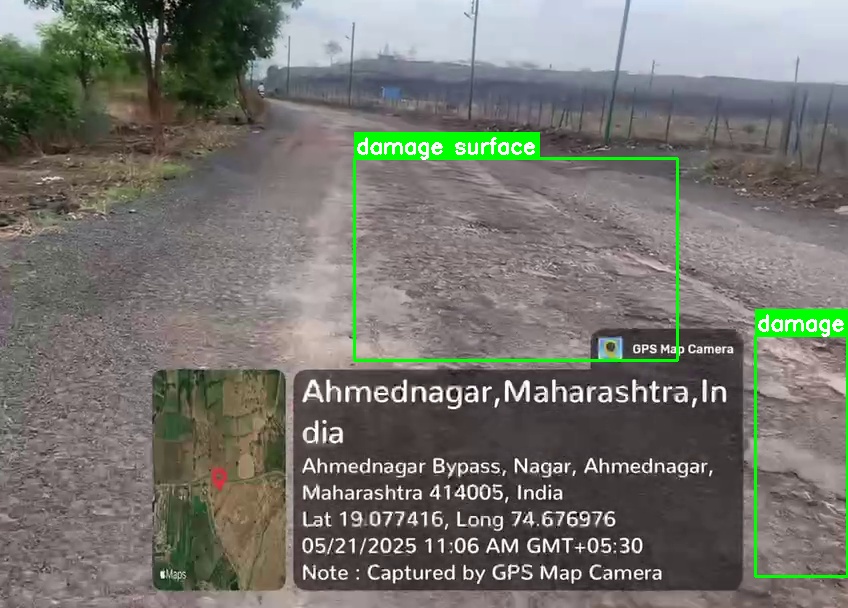 damage surface
damage
GPS Map Camera
Ahmednagar,Maharashtra,In
dia
Ahmednagar Bypass, Nagar, Ahmednagar,
Maharashtra 414005, India
Lat 19.077416, Long 74.676976
05/21/2025 11:06 AM GMT+05:30
Note : Captured by GPS Map Camera
Maps